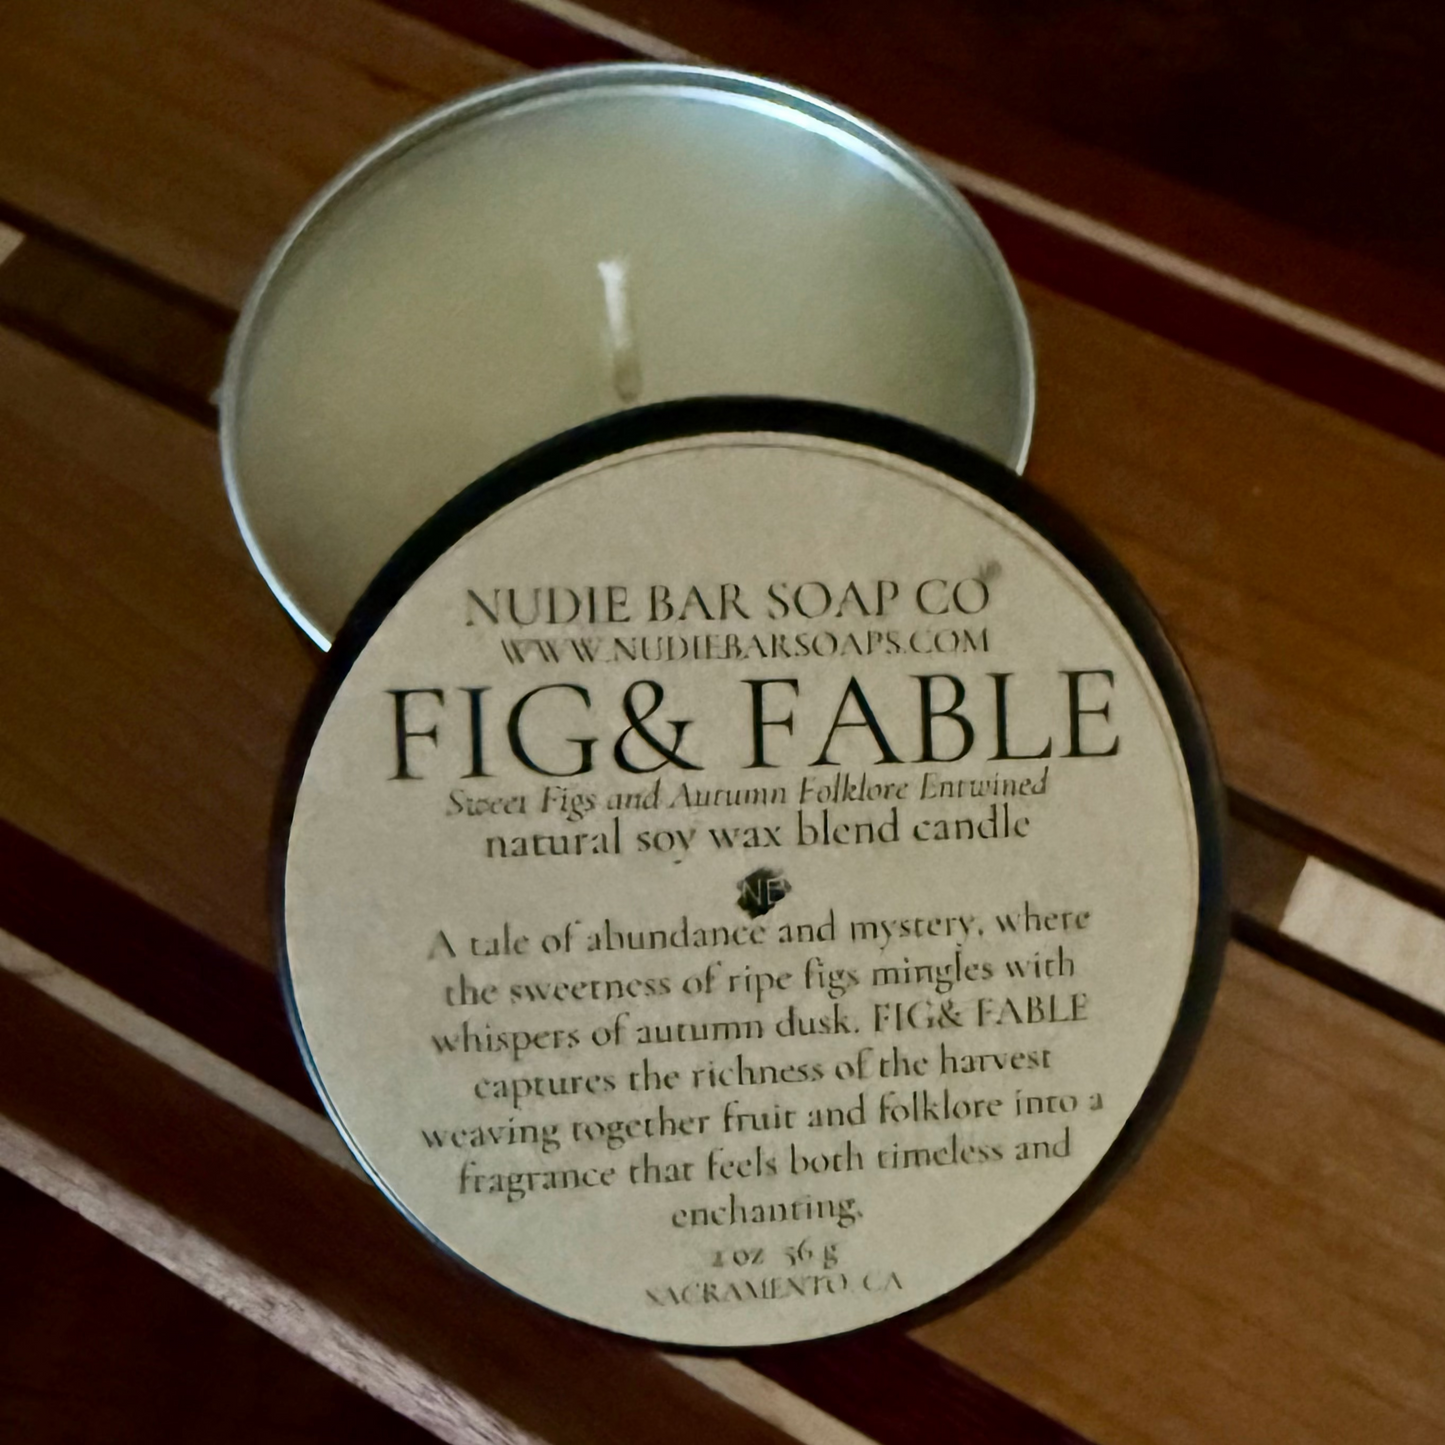 NUDIE BAR SOAP CO
WWW.NUDIEBARSOAPS.COM
FIG& FABLE
Sweet Figs and Autumn Folklore Entwined
natural soy wax blend candle
A tale of abundance and mystery, where
the sweetness of ripe figs mingles with
whispers of autumn dusk. FIG& FABLE
captures the richness of the harvest
weaving together fruit and folklore into a
fragrance that feels both timeless and
enchanting.
2 oz 56 g
SACRAMENTO, CA